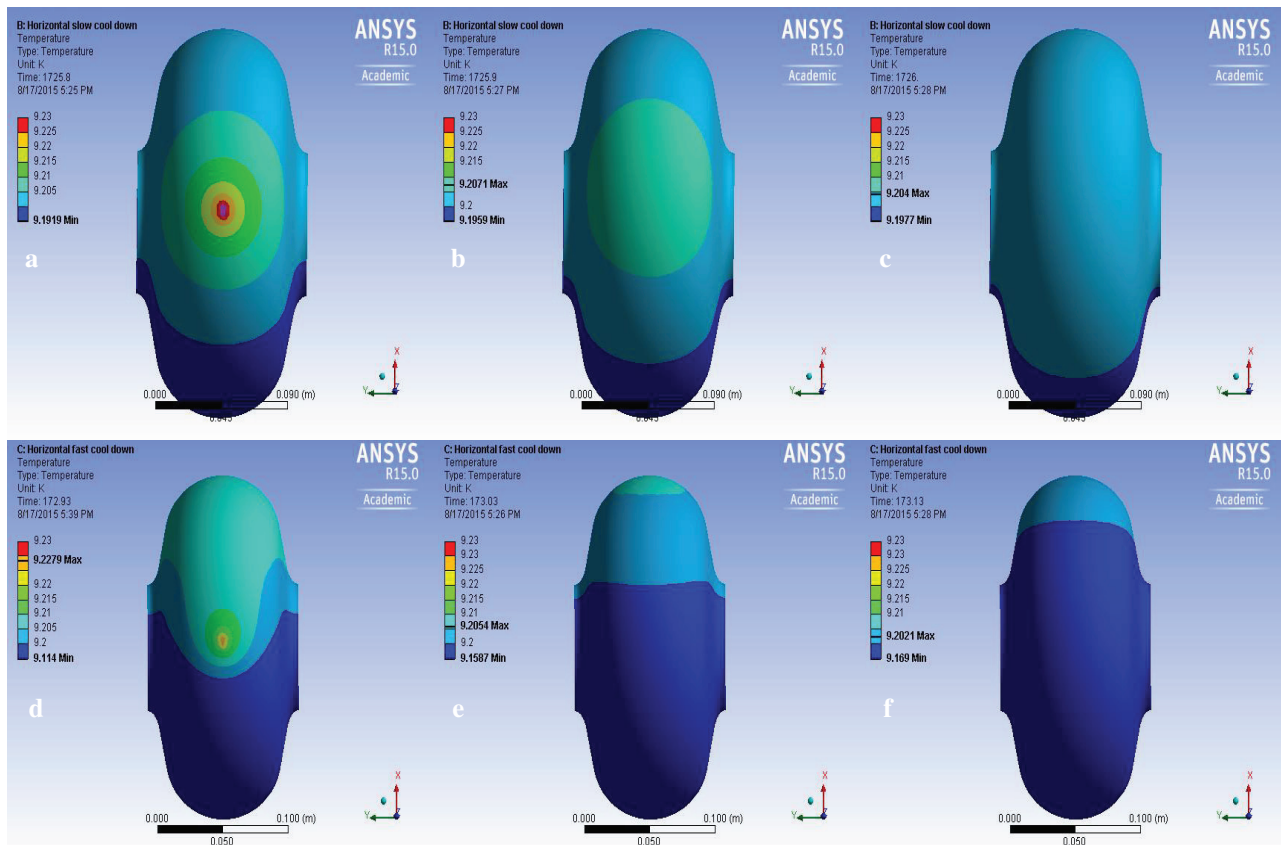 B: Horizontal slow cool down
Temperature
Type: Temperature
Unit: K
Time: 1725.8
8/17/2015 5:25 PM
ANSYS
R15.0
Academic
9.23
9.225
9.22
9.215
9.21
9.205
9.2
9.1919 Min
a
X
Y
Z
0.000
0.090 (m)
0.045
B: Horizontal slow cool down
Temperature
Type: Temperature
Unit: K
Time: 1725.9
8/17/2015 5:27 PM
ANSYS
R15.0
Academic
9.23
9.225
9.22
9.215
9.21
9.2071 Max
9.2
9.1959 Min
b
X
Y
Z
0.000
0.090 (m)
0.045
B: Horizontal slow cool down
Temperature
Type: Temperature
Unit: K
Time: 1726.
8/17/2015 5:28 PM
ANSYS
R15.0
Academic
9.23
9.225
9.22
9.215
9.21
9.204 Max
9.1977 Min
c
X
Y
Z
0.000
0.090 (m)
0.045
C: Horizontal fast cool down
Temperature
Type: Temperature
Unit: K
Time: 172.93
8/17/2015 5:39 PM
ANSYS
R15.0
Academic
9.23
9.2279 Max
9.22
9.215
9.21
9.205
9.2
9.114 Min
d
X
Y
Z
0.000
0.100 (m)
0.050
C: Horizontal fast cool down
Temperature
Type: Temperature
Unit: K
Time: 173.03
8/17/2015 5:26 PM
ANSYS
R15.0
Academic
9.23
9.23
9.225
9.22
9.215
9.21
9.2054 Max
9.2
9.1587 Min
e
X
Y
Z
0.000
0.100 (m)
0.050
C: Horizontal fast cool down
Temperature
Type: Temperature
Unit: K
Time: 173.13
8/17/2015 5:28 PM
ANSYS
R15.0
Academic
9.23
9.23
9.225
9.22
9.215
9.21
9.2021 Max
9.169 Min
f
X
Y
Z
0.000
0.100 (m)
0.050